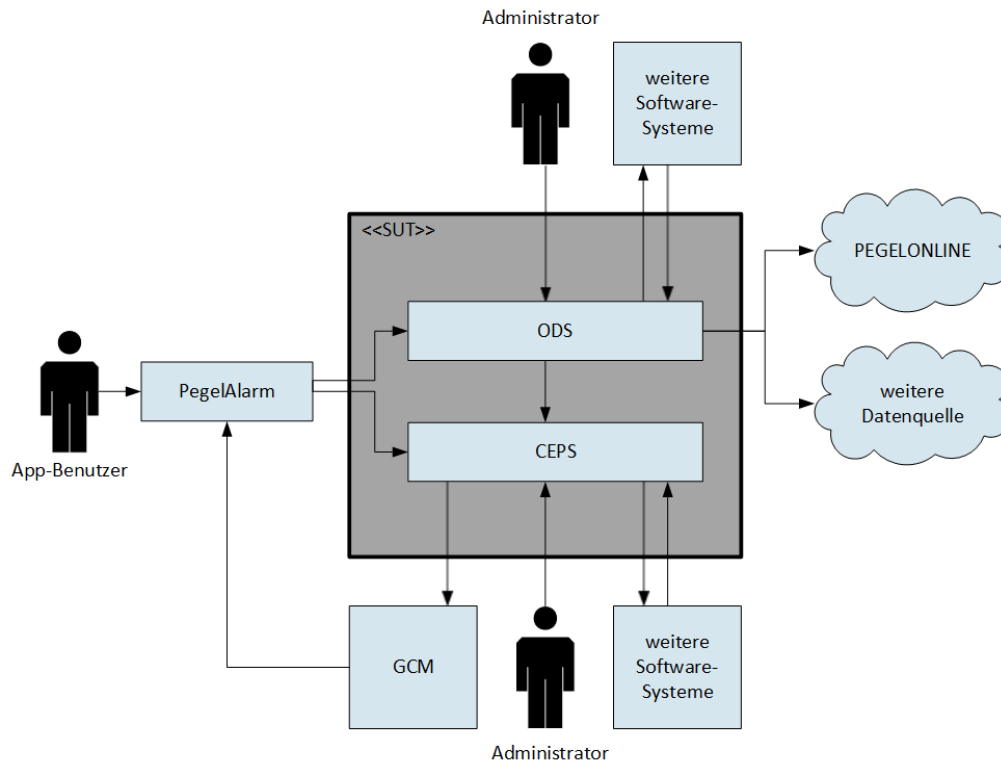 Administrator
weitere
Software-
Systeme
<<SUT>>
PEGELONLINE
ODS
PegelAlarm
weitere
Datenquelle
CEPS
App-Benutzer
GCM
weitere
Software-
Systeme
Administrator